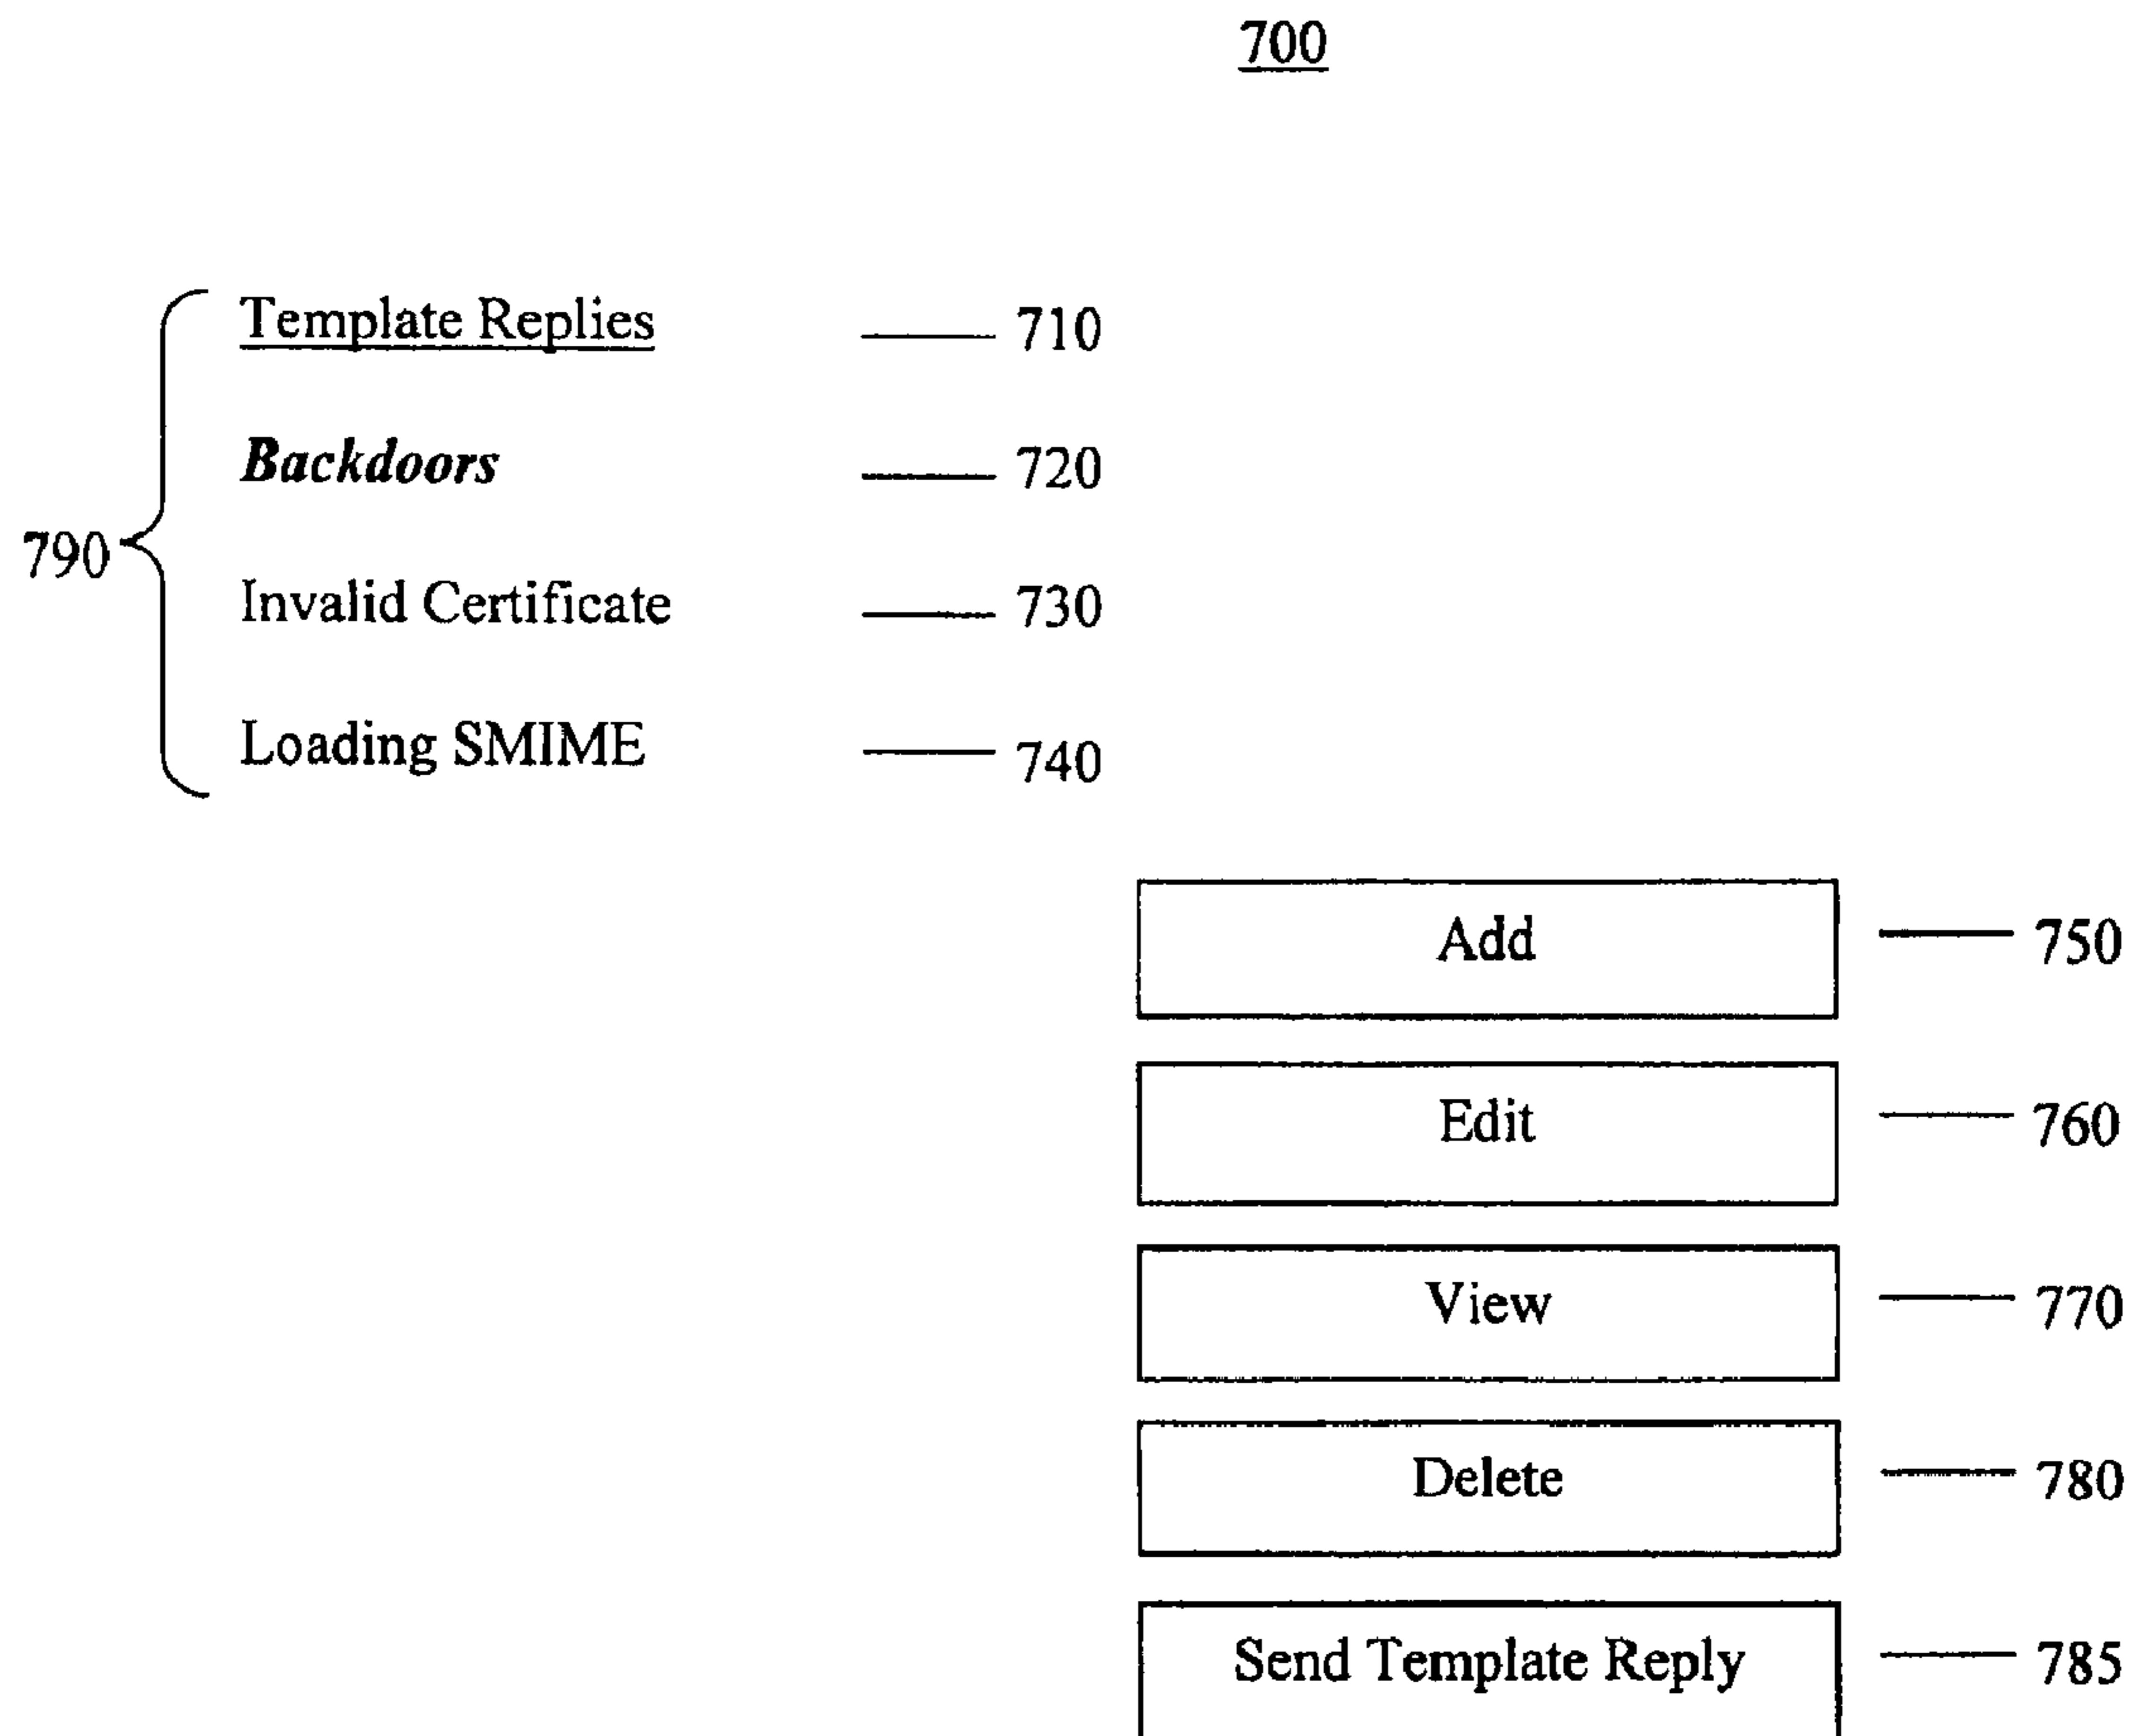 700
Template Replies 710
Backdoors 720
790
Invalid Certificate 730
Loading SMIME 740
Add 750
Edit 760
View 770
Delete 780
Send Template Reply 785